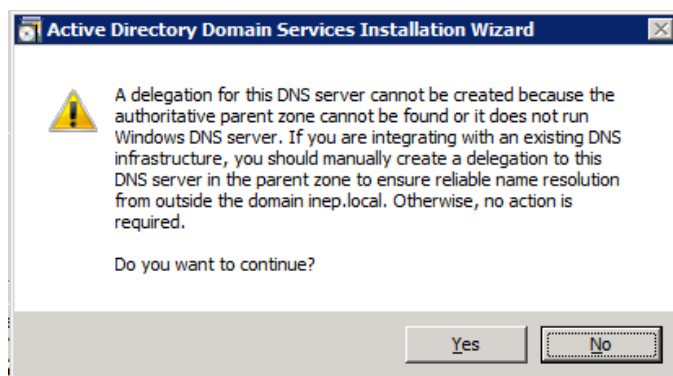 Active Directory Domain Services Installation Wizard
A delegation for this DNS server cannot be created because the
authoritative parent zone cannot be found or it does not run
Windows DNS server. If you are integrating with an existing DNS
infrastructure, you should manually create a delegation to this
DNS server in the parent zone to ensure reliable name resolution
from outside the domain inep.local. Otherwise, no action is
required.
Do you want to continue?
Yes
No